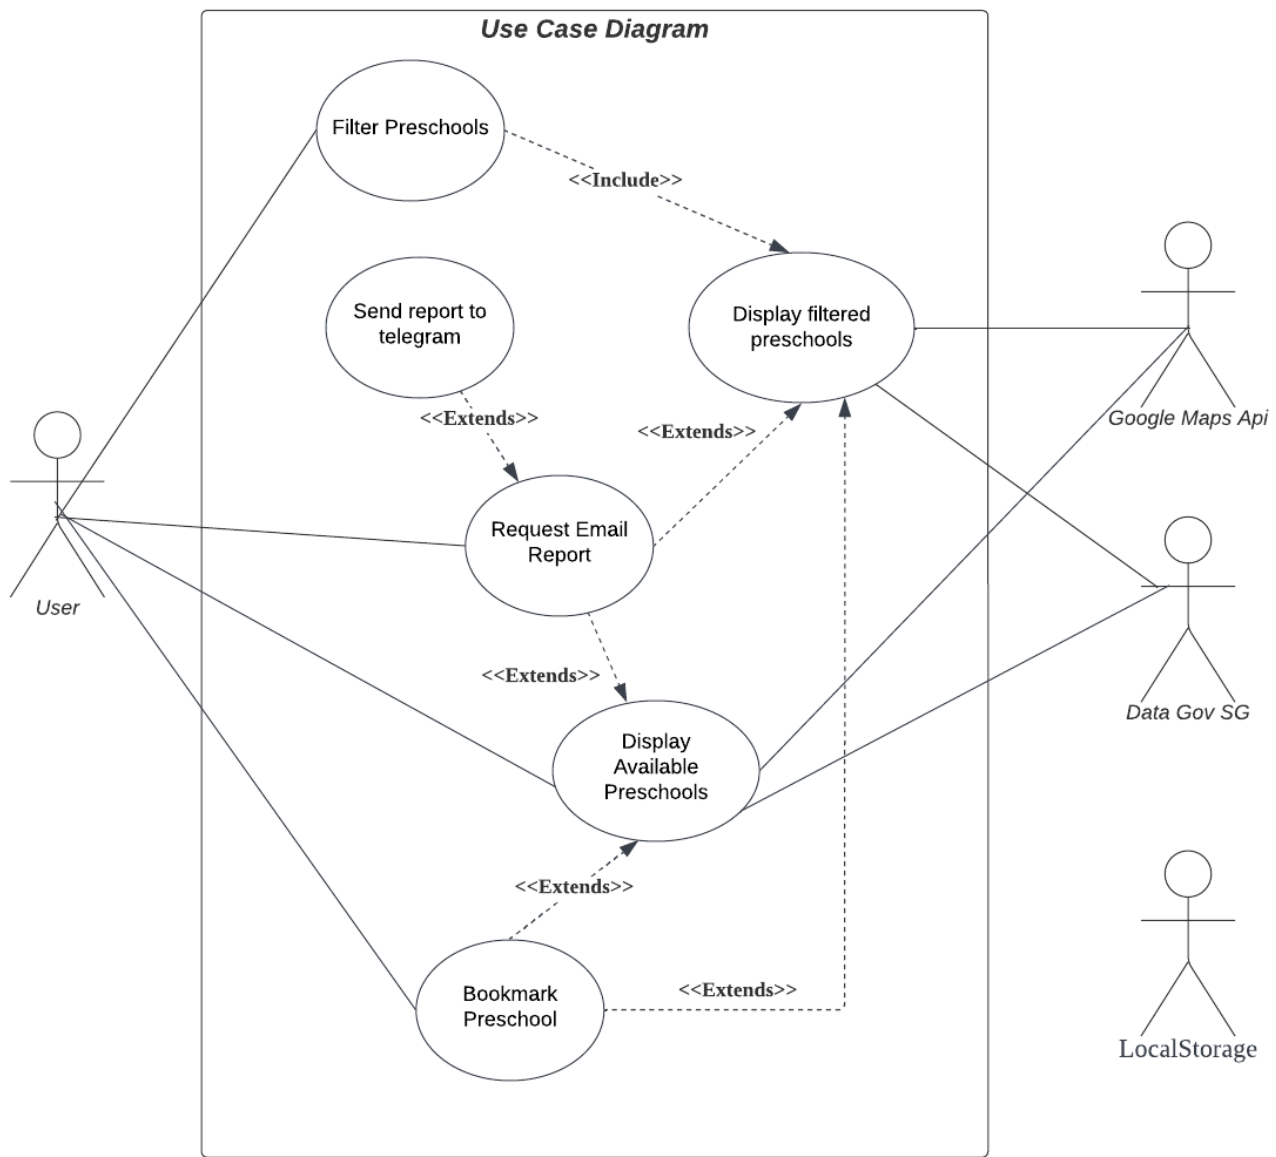 Use Case Diagram
Filter Preschools
<<Include>>
Send report to
telegram
Display filtered
preschools
<<Extends>>
<<Extends>>
Google Maps Api
Request Email
Report
User
<<Extends>>
Data Gov SG
Display
Available
Preschools
<<Extends>>
Bookmark
Preschool
<<Extends>>
LocalStorage